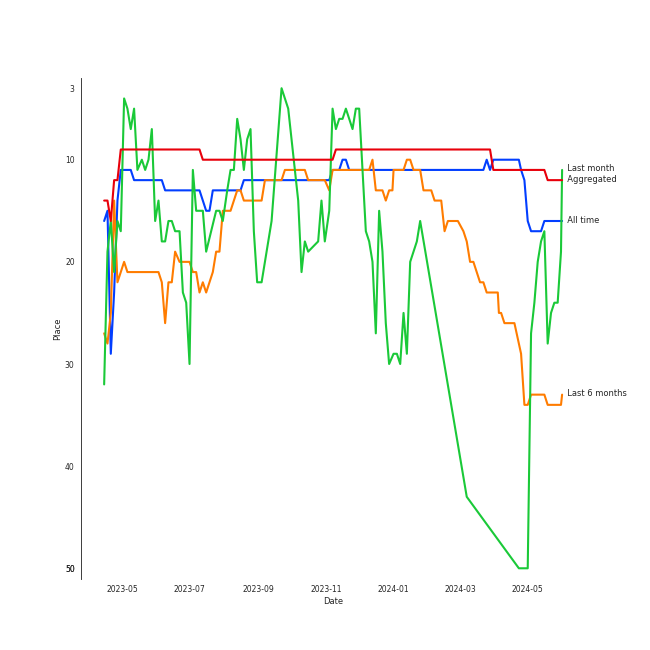 3
10
20
30
40
50
Place
Last month
Aggregated
All time
Last 6 months
2023-05
2023-07
2023-09
2023-11
2024-01
2024-03
2024-05
Date